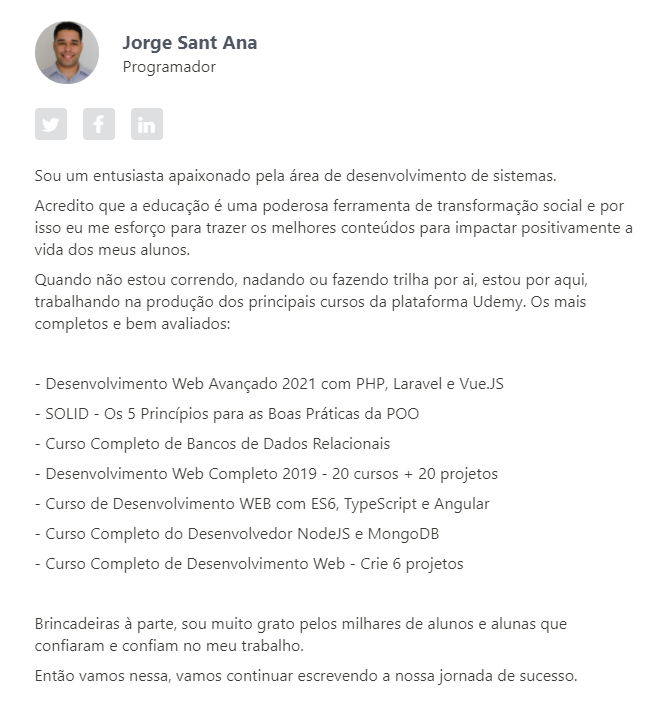 Jorge Sant Ana
Programador
Sou um entusiasta apaixonado pela área de desenvolvimento de sistemas.
Acredito que a educação é uma poderosa ferramenta de transformação social e por
isso eu me esforço para trazer os melhores conteúdos para impactar positivamente a
vida dos meus alunos.
Quando não estou correndo, nadando ou fazendo trilha por ai, estou por aqui,
trabalhando na produção dos principais cursos da plataforma Udemy. Os mais
completos e bem avaliados:
- Desenvolvimento Web Avançado 2021 com PHP, Laravel e Vue.JS
- SOLID - Os 5 Princípios para as Boas Práticas da POO
- Curso Completo de Bancos de Dados Relacionais
- Desenvolvimento Web Completo 2019 - 20 cursos + 20 projetos
- Curso de Desenvolvimento WEB com ES6, TypeScript e Angular
- Curso Completo do Desenvolvedor NodeJS e MongoDB
- Curso Completo de Desenvolvimento Web - Crie 6 projetos
Brincadeiras à parte, sou muito grato pelos milhares de alunos e alunas que
confiaram e confiam no meu trabalho.
Então vamos nessa, vamos continuar escrevendo a nossa jornada de sucesso.